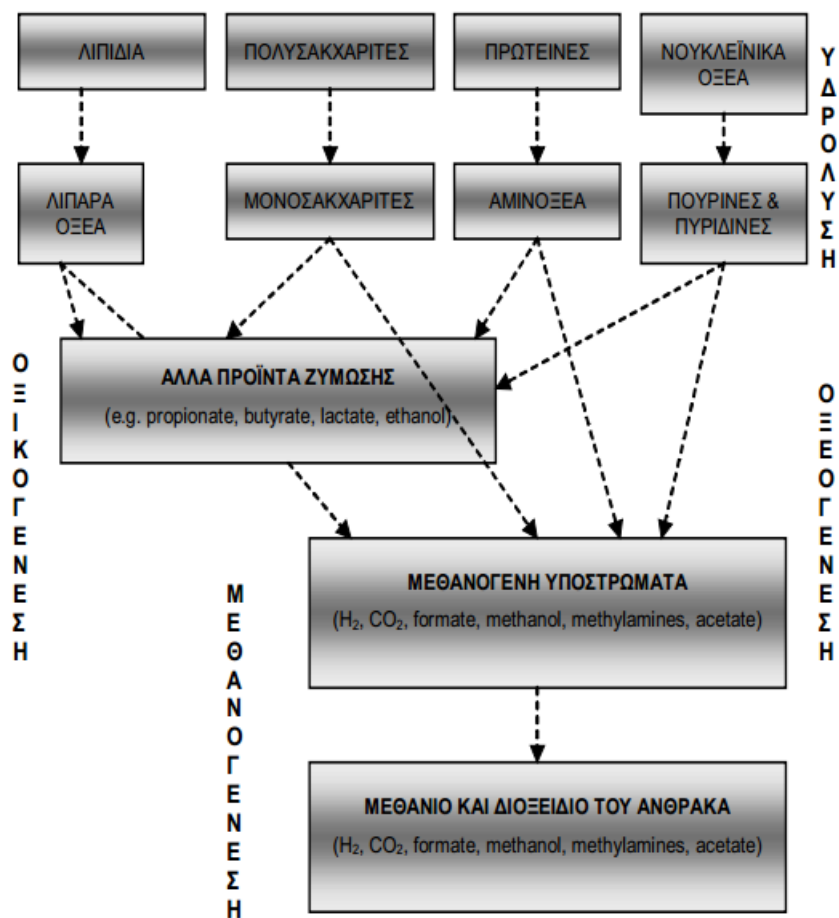 ΛΙΠΙΔΙΑ
ΠΟΛΥΣΑΚΧΑΡΙΤΕΣ
ΠΡΩΤΕΙΝΕΣ
ΝΟΥΚΛΕΪΝΙΚΑ
ΟΞΕΑ
ΥΔΡΟΛΥΣΗ
ΛΙΠΑΡΑ
ΟΞΕΑ
ΜΟΝΟΣΑΚΧΑΡΙΤΕΣ
ΑΜΙΝΟΞΕΑ
ΠΟΥΡΙΝΕΣ &
ΠΥΡΙΔΙΝΕΣ
ΟΞΙΚΟΓΕΝΕΣΗ
ΑΛΛΑ ΠΡΟΪΝΤΑ ΖΥΜΩΣΗΣ
(e.g. propionate, butyrate, lactate, ethanol)
ΟΞΕΟΓΕΝΕΣΗ
ΜΕΘΑΝΟΓΕΝΕΣΗ
ΜΕΘΑΝΟΓΕΝΗ ΥΠΟΣΤΡΩΜΑΤΑ
(H₂, CO₂, formate, methanol, methylamines, acetate)
ΜΕΘΑΝΙΟ ΚΑΙ ΔΙΟΞΕΙΔΙΟ ΤΟΥ ΑΝΘΡΑΚΑ
(H₂, CO₂, formate, methanol, methylamines, acetate)